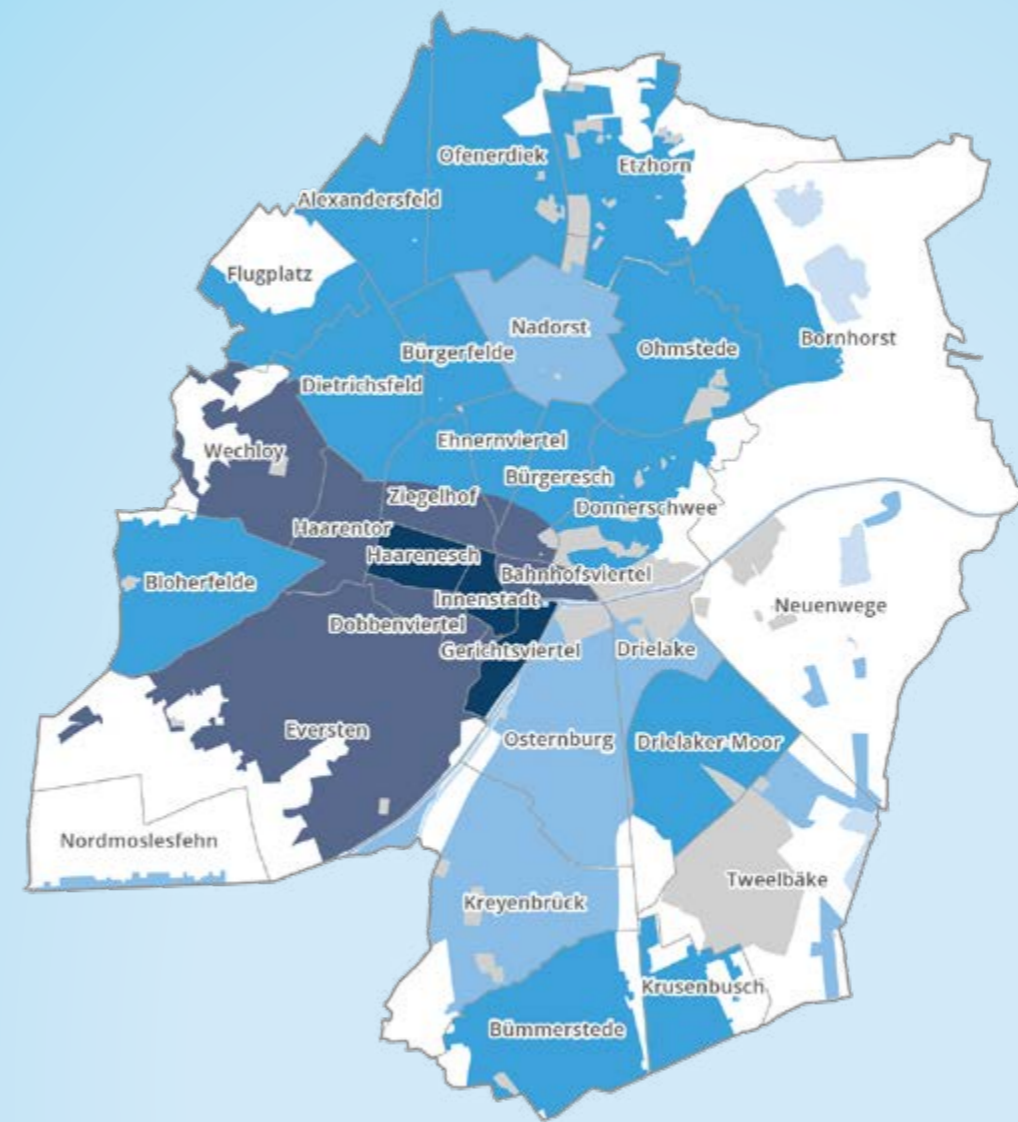 Ofenerdiek
Etzhorn
Alexandersfeld
Flugplatz
Nadorst
Bornhorst
Ohmstede
Bürgerfelde
Dietrichsfeld
Ehnernviertel
Wechloy
Bürgeresch
Ziegelhof
Donnerschwee
Haarentor
Haarenesch
Bahnhofsviertel
Bloherfelde
Innenstadt
Neuenwege
Dobbenviertel
Gerichtsviertel
Drielake
Eversten
Osternburg
Drielaker Moor
Nordmoslesfehn
Tweelbäke
Kreyenbrück
Krusenbusch
Bümmerstede